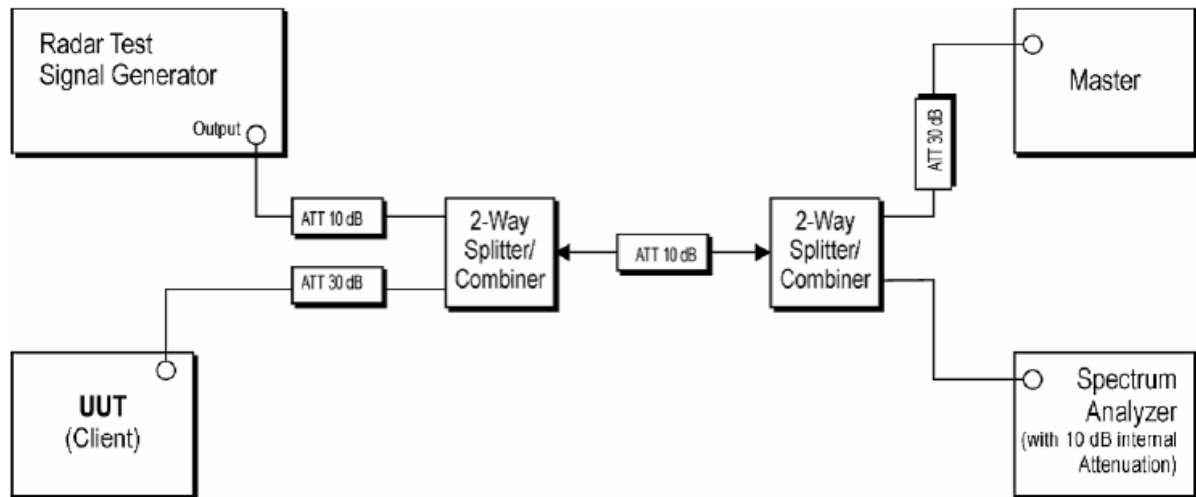 Radar Test
Signal Generator
Output
ATT 10 dB
ATT 30 dB
UUT
(Client)
2-Way
Splitter/
Combiner
ATT 10 dB
2-Way
Splitter/
Combiner
ATT 30 dB
Master
Spectrum
Analyzer
(with 10 dB internal
Attenuation)